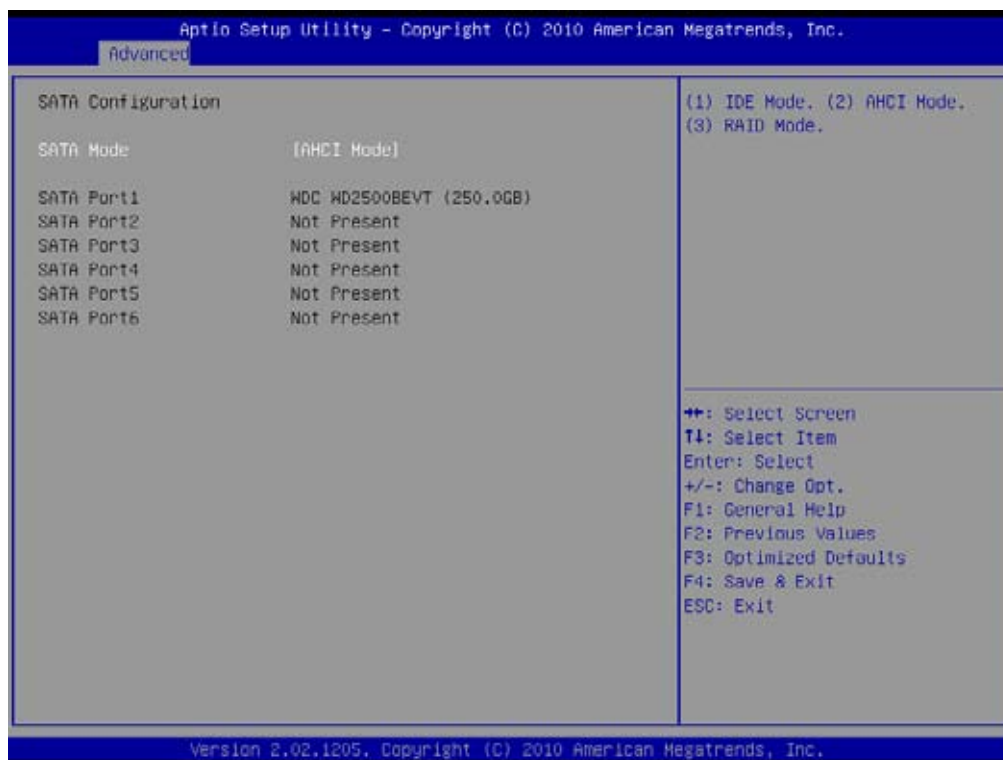 Aptio Setup Utility - Copyright (C) 2010 American Megatrends, Inc.
Advanced
SATA Configuration
SATA Mode [AHCI Mode]
SATA Port1 WDC WD2500BEVT (250.0GB)
SATA Port2 Not Present
SATA Port3 Not Present
SATA Port4 Not Present
SATA Port5 Not Present
SATA Port6 Not Present
(1) IDE Mode. (2) AHCI Mode.
(3) RAID Mode.
→←: Select Screen
↑↓: Select Item
Enter: Select
+/-: Change Opt.
F1: General Help
F2: Previous Values
F3: Optimized Defaults
F4: Save & Exit
ESC: Exit
Version 2.02.1205. Copyright (C) 2010 American Megatrends, Inc.